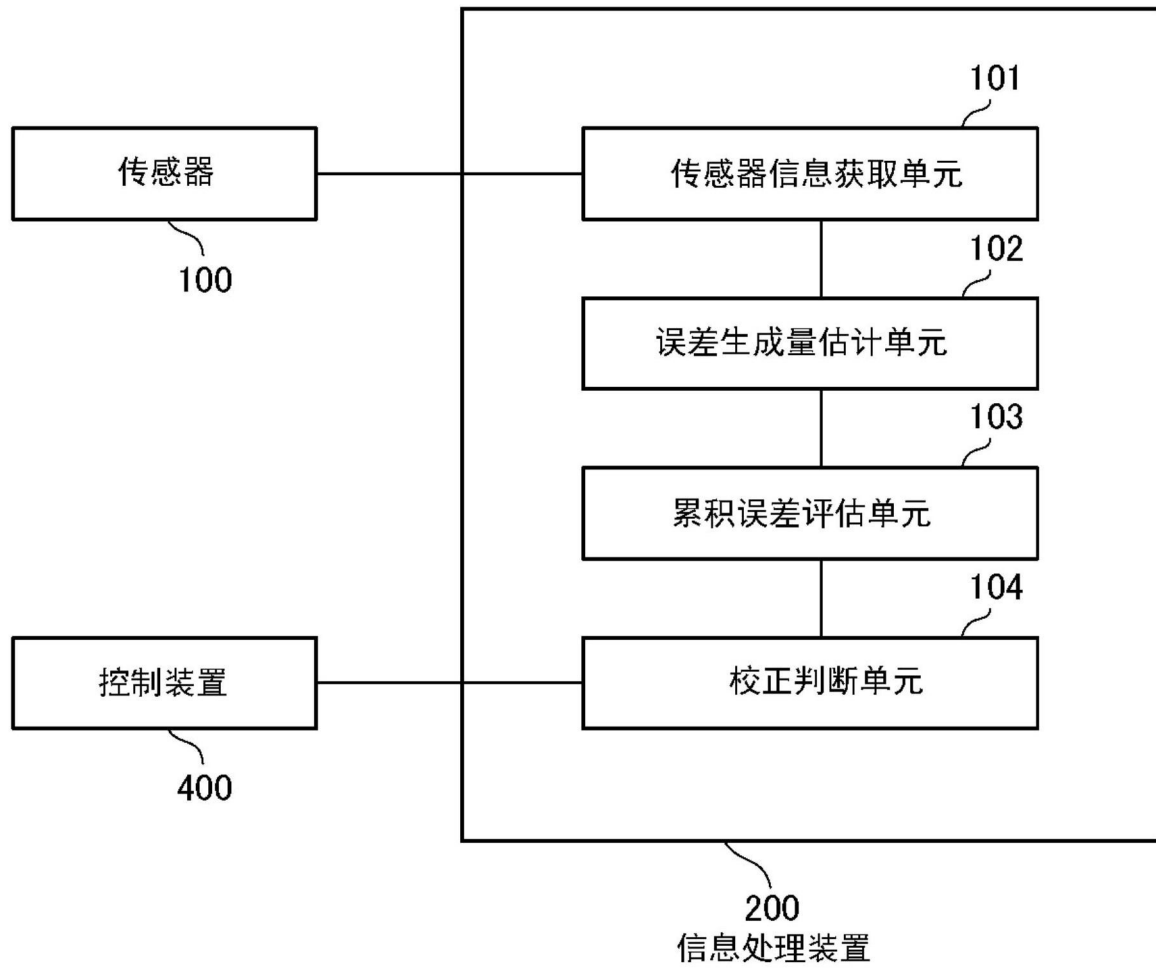 101
传感器
传感器信息获取单元
100
102
误差生成量估计单元
103
累积误差评估单元
104
控制装置
校正判断单元
400
200
信息处理装置